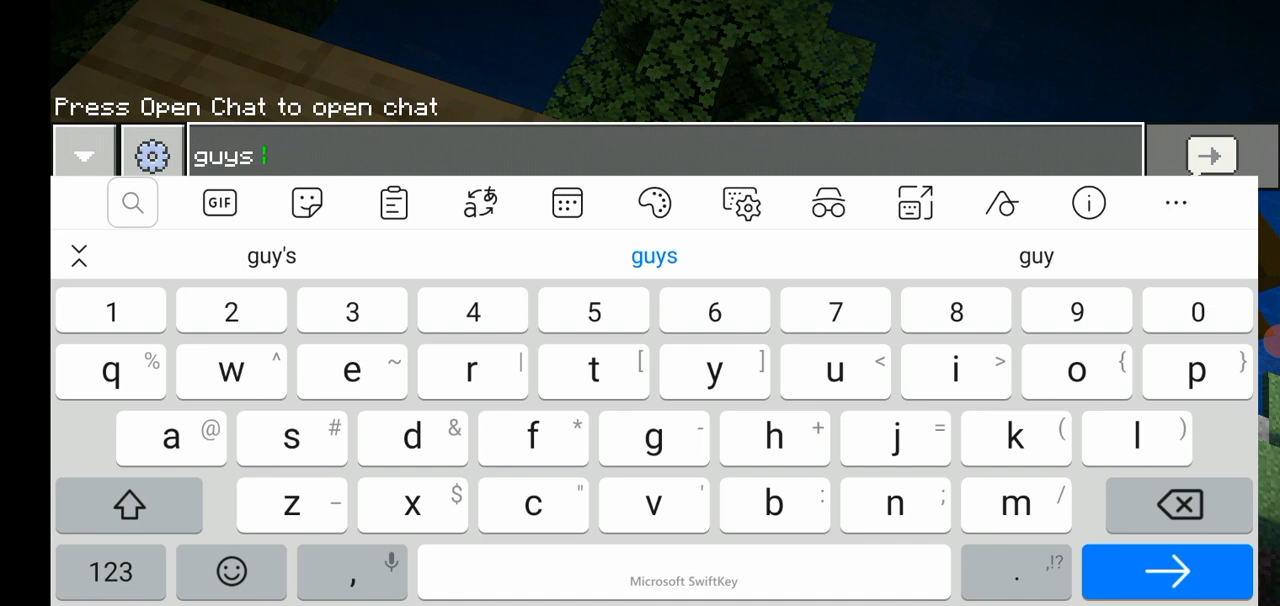 Press Open Chat to open chat
guys
GIF
guy's guys guy
1 2 3 4 5 6 7 8 9 0
q % w ^ e ~ r | t [ y ] u < i > o { p }
a @ s # d & f * g - h + j = k ( l )
z _ x $ c " v ' b : n ; m /
123 , Microsoft SwiftKey . ,!?